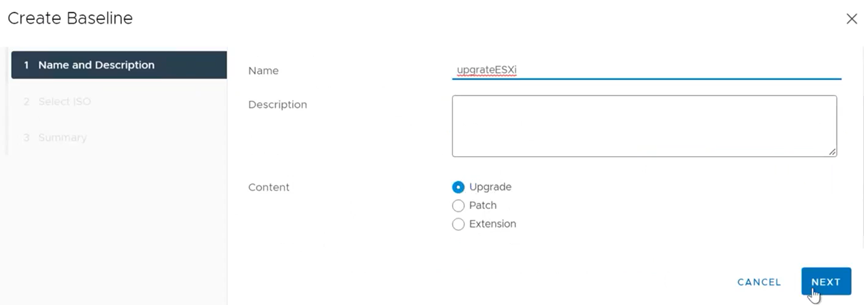 Create Baseline
1 Name and Description
2 Select ISO
3 Summary
Name
upgrateESXi
Description
Content
Upgrade
Patch
Extension
CANCEL
NEXT